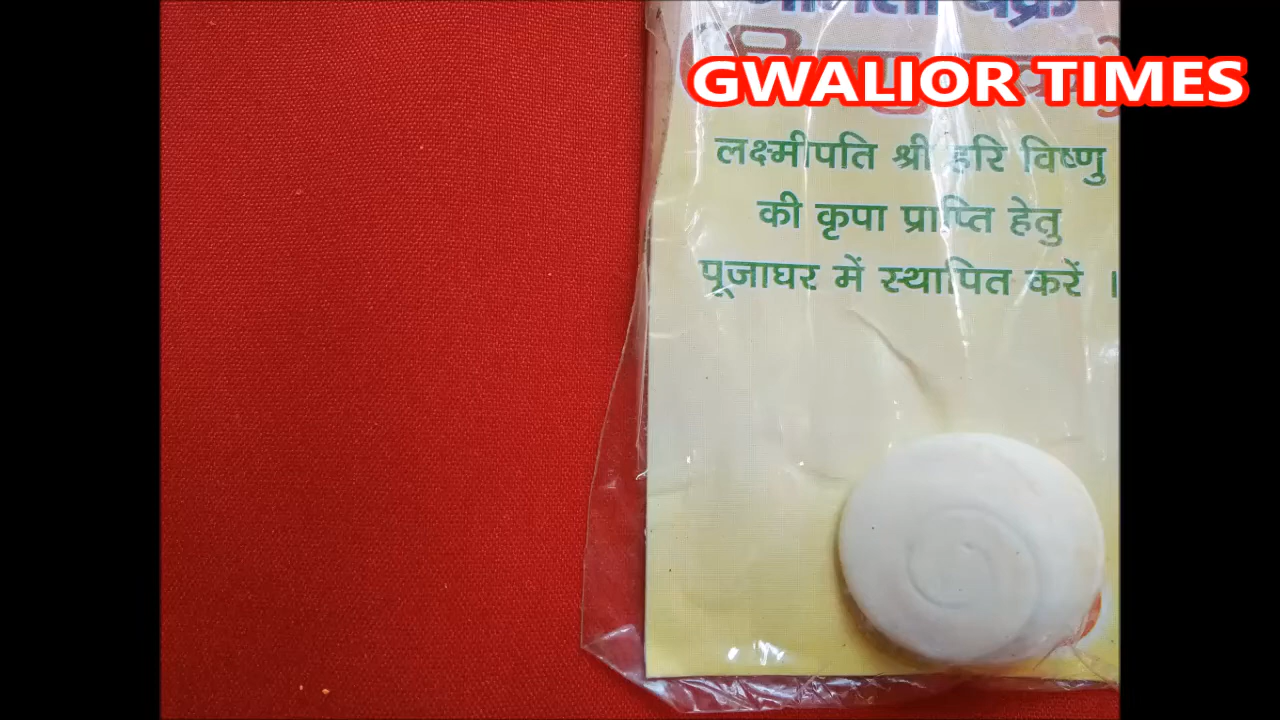 GWALIOR TIMES
लक्ष्मीपति श्री हरि विष्णु
की कृपा प्राप्ति हेतु
पूजाघर में स्थापित करें ।